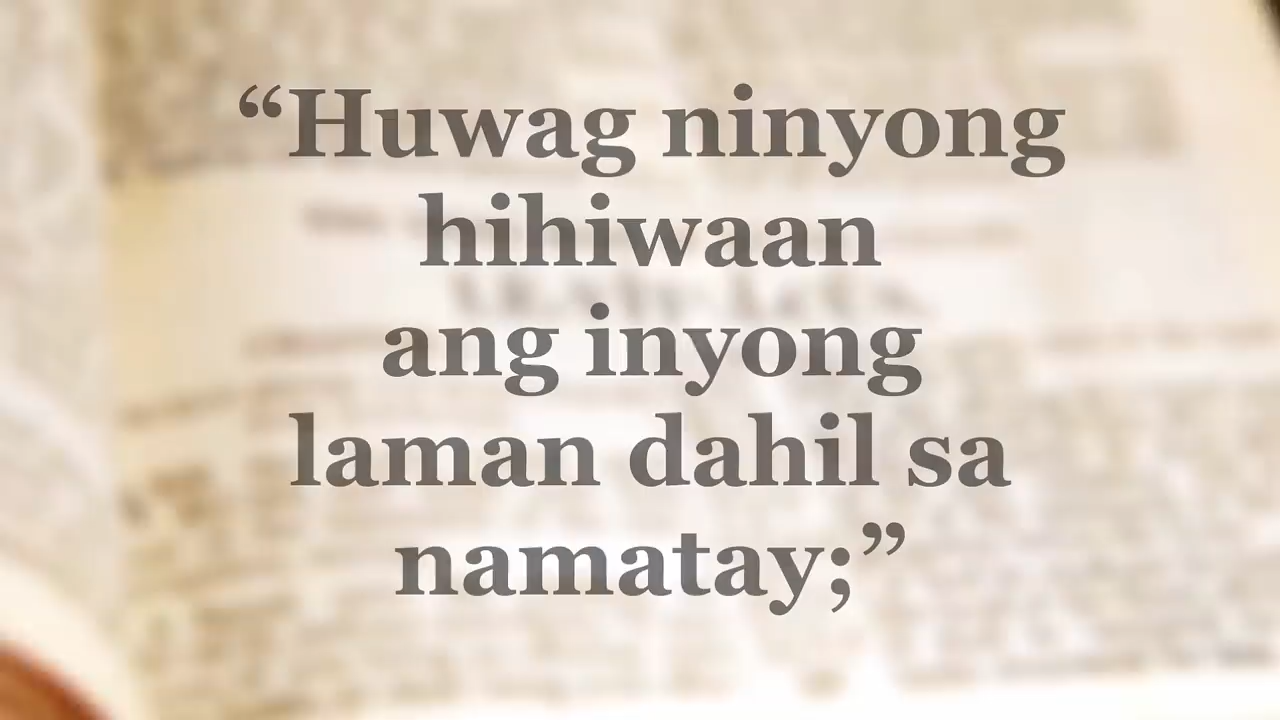 “Huwag ninyong
hihiwaan
ang inyong
laman dahil sa
namatay;”